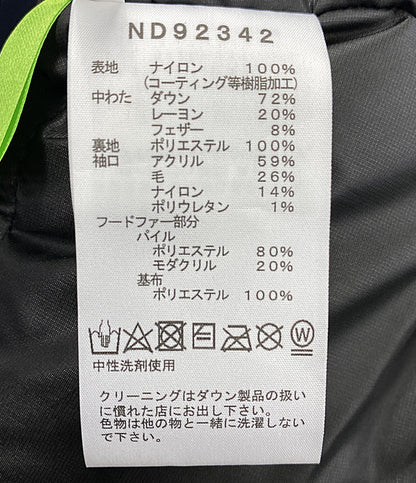 ND92342
表地 ナイロン 100%
(コーティング等樹脂加工)
中わた ダウン 72%
レーヨン 20%
フェザー 8%
裏地 ポリエステル 100%
袖口 アクリル 59%
毛 26%
ナイロン 14%
ポリウレタン 1%
フードファー部分
パイル
ポリエステル 80%
モダクリル 20%
基布
ポリエステル 100%
W
中性洗剤使用
クリーニングはダウン製品の扱い
に慣れた店にお出し下さい。
色物は他の物と一緒に洗濯しない
で下さい。